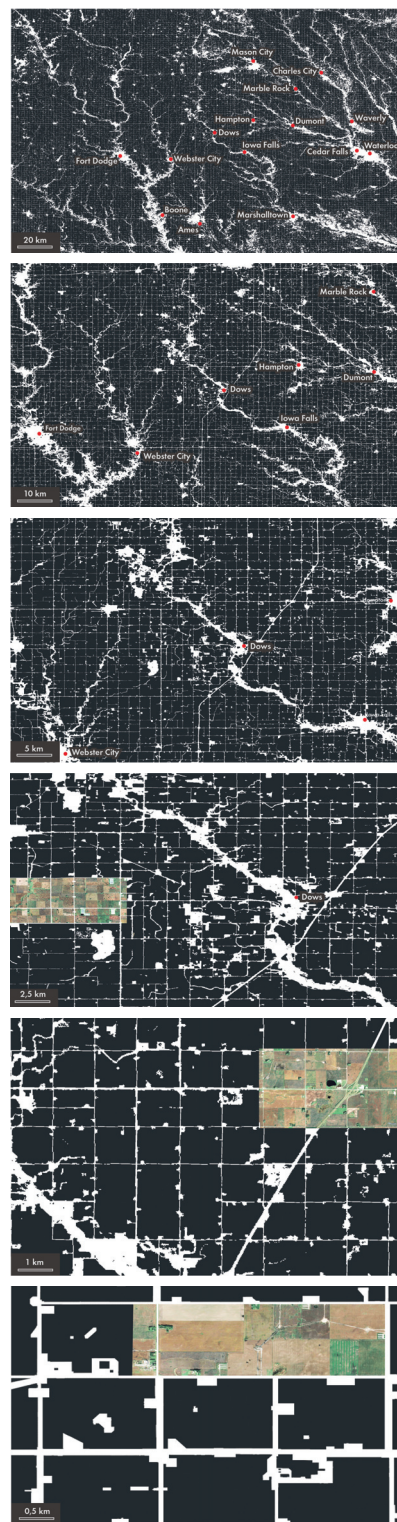 Mason City
Charles City
Marble Rock
Hampton
Dumont
Waverly
Dows
Iowa Falls
Cedar Falls
Waterloo
Fort Dodge
Webster City
Boone
Ames
Marshalltown
20 km
Marble Rock
Hampton
Dumont
Dows
Iowa Falls
Fort Dodge
Webster City
10 km
Dows
Webster City
5 km
Dows
2,5 km
1 km
0,5 km